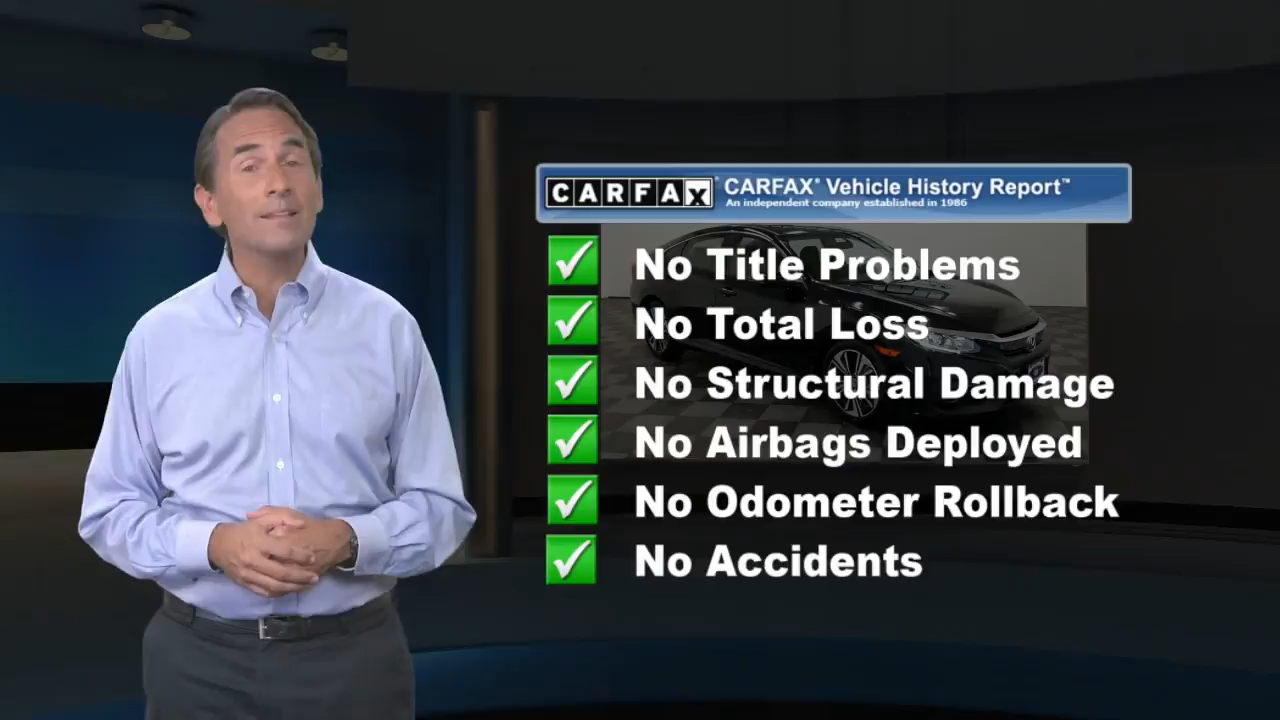 CARFAX® CARFAX® Vehicle History Report™
An independent company established in 1986
No Title Problems
No Total Loss
No Structural Damage
No Airbags Deployed
No Odometer Rollback
No Accidents